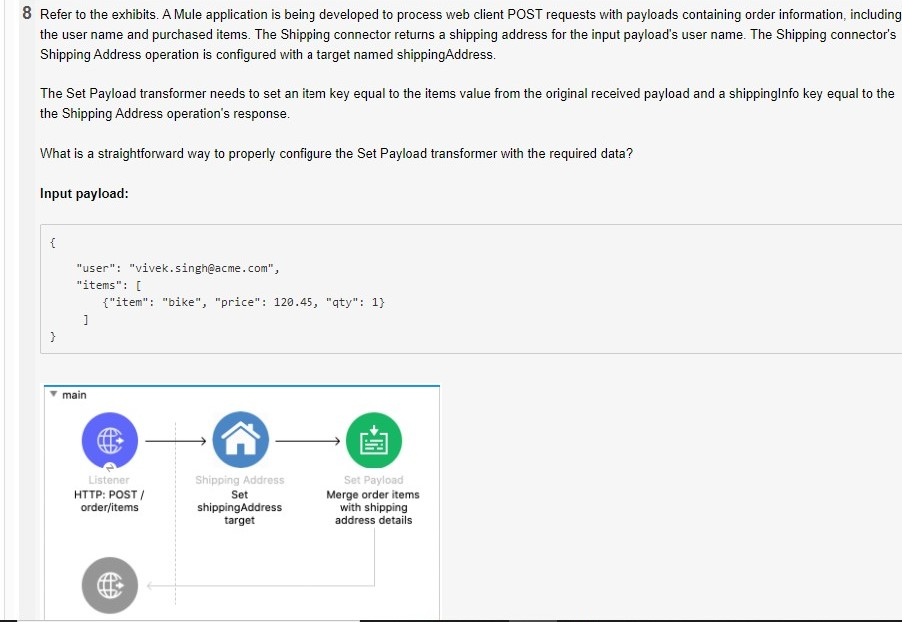 8 Refer to the exhibits. A Mule application is being developed to process web client POST requests with payloads containing order information, including
the user name and purchased items. The Shipping connector returns a shipping address for the input payload's user name. The Shipping connector's
Shipping Address operation is configured with a target named shippingAddress.
The Set Payload transformer needs to set an item key equal to the items value from the original received payload and a shippingInfo key equal to the
the Shipping Address operation's response.
What is a straightforward way to properly configure the Set Payload transformer with the required data?
Input payload:
{
"user": "vivek.singh@acme.com",
"items": [
{"item": "bike", "price": 120.45, "qty": 1}
]
}
main
Listener
HTTP: POST /
order/items
Shipping Address
Set
shippingAddress
target
Set Payload
Merge order items
with shipping
address details